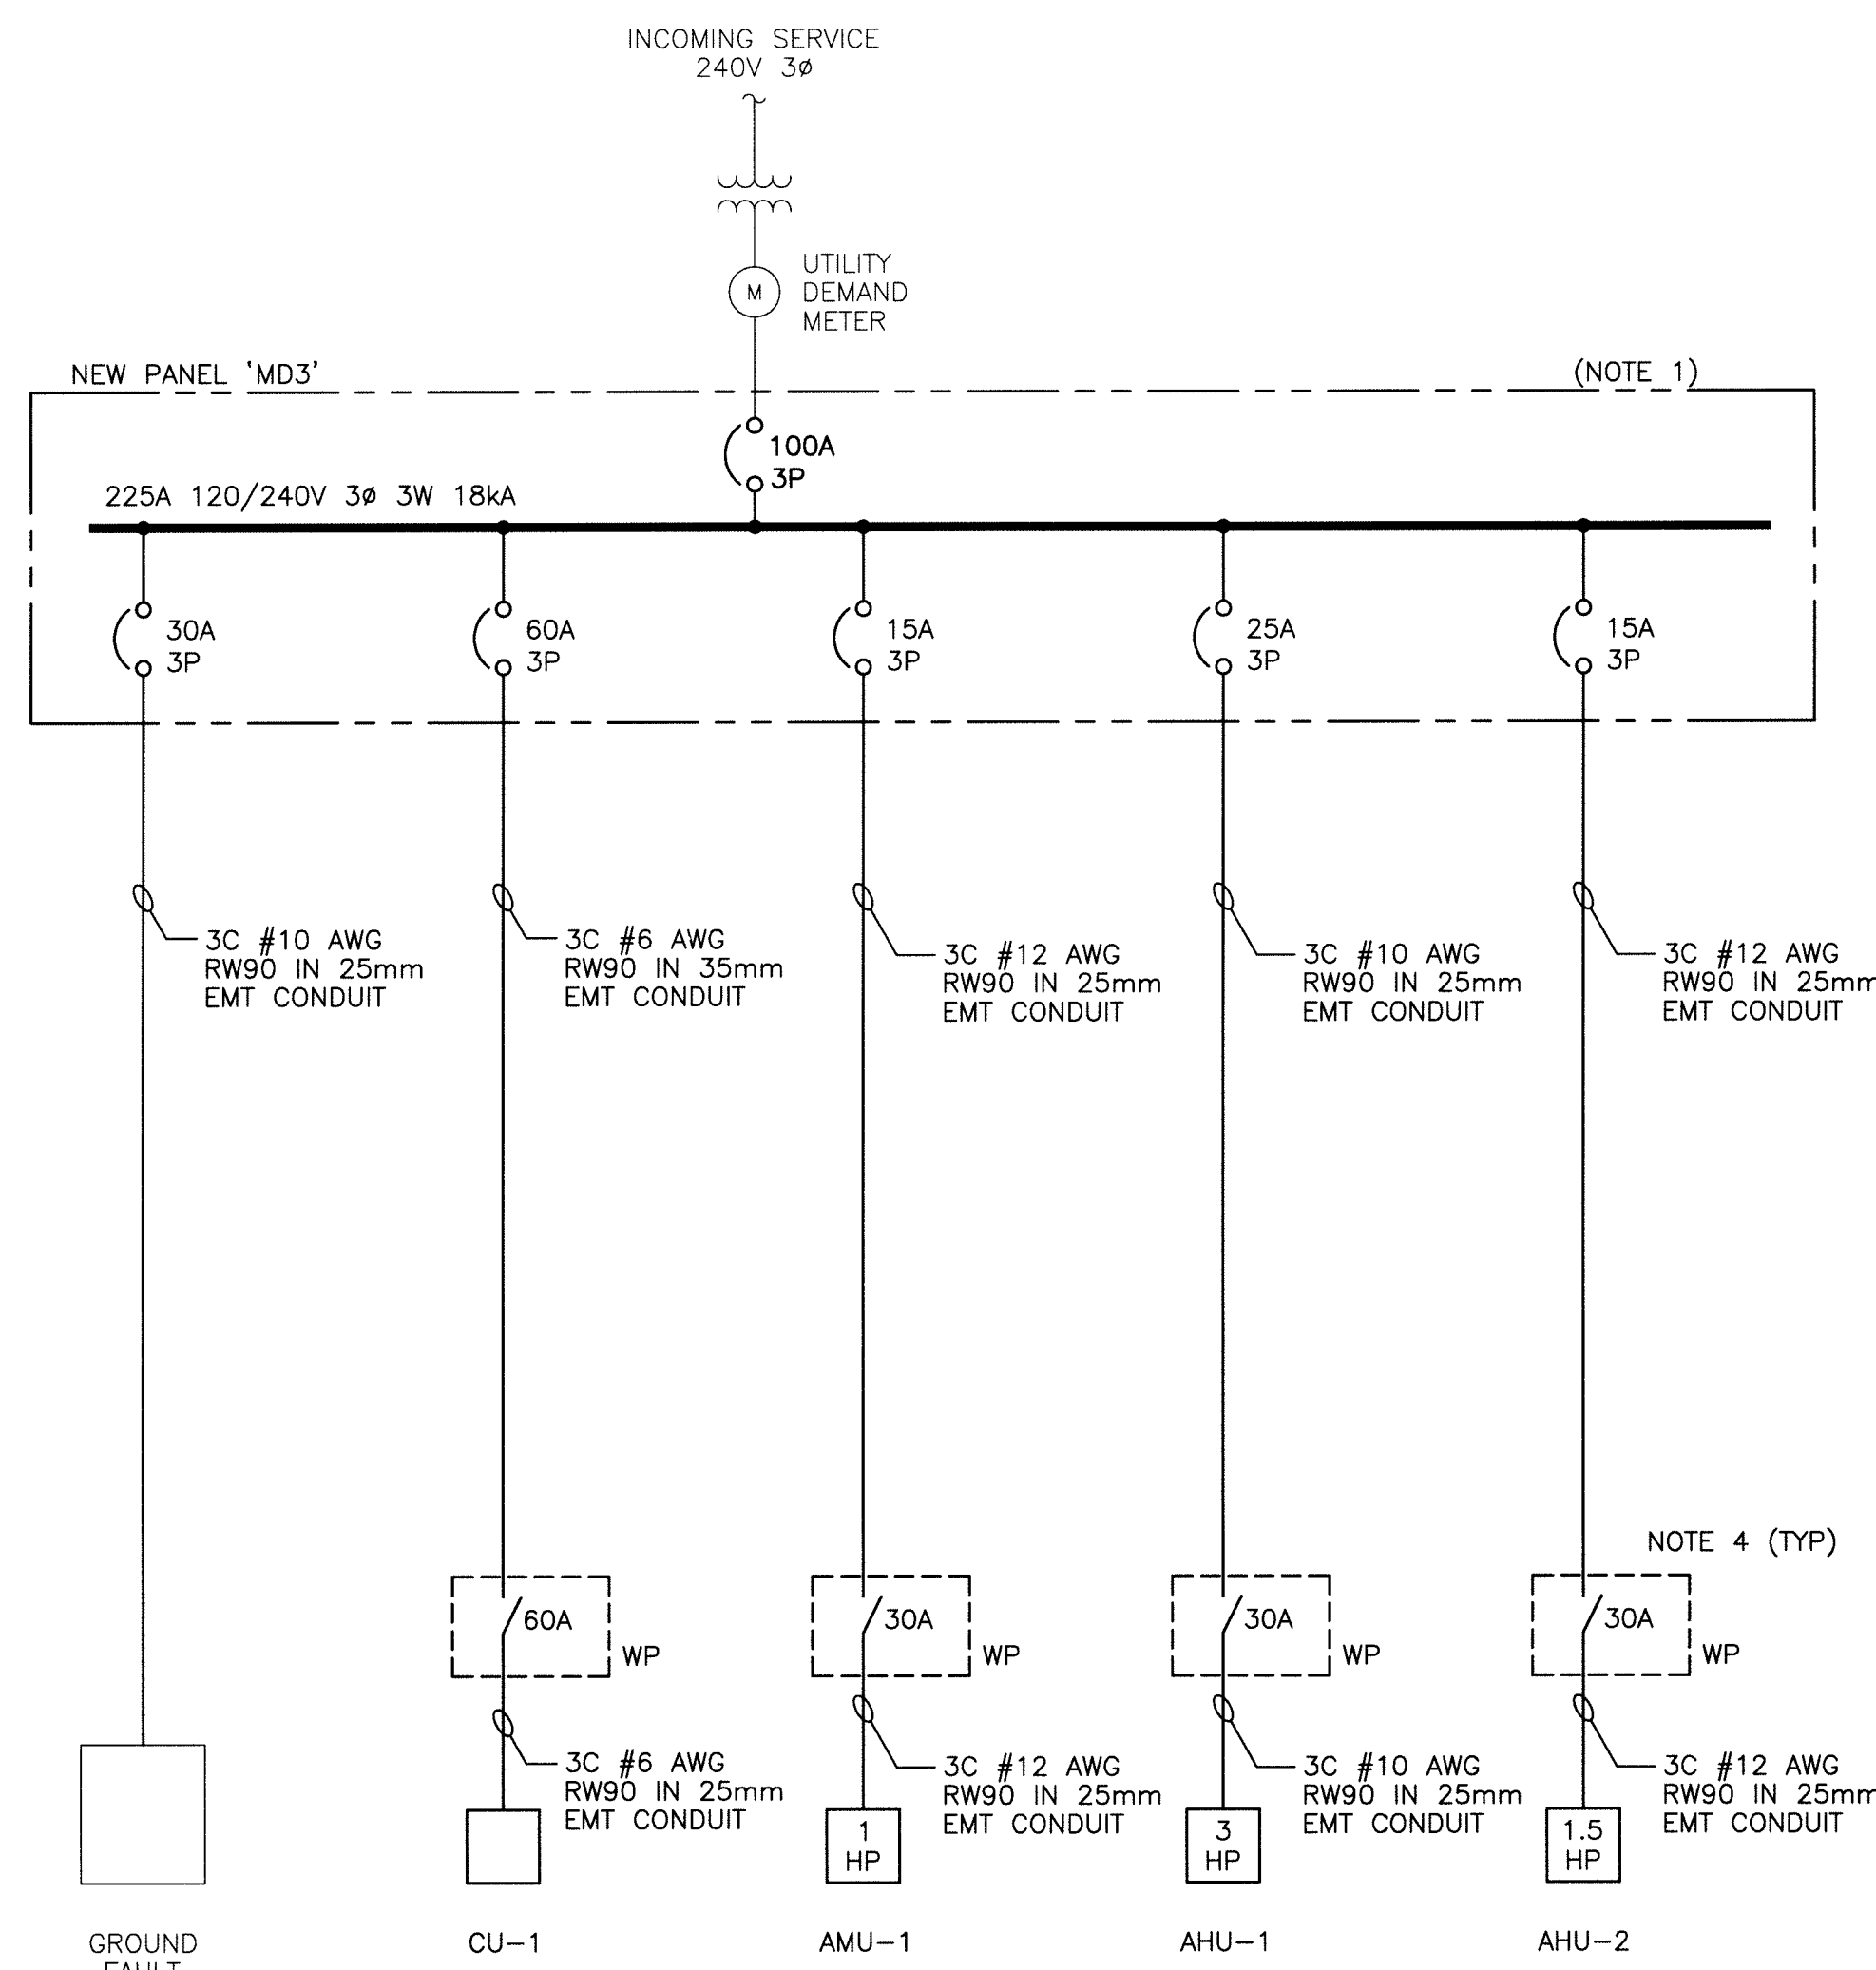 INCOMING SERVICE
240V 3ø
UTILITY
DEMAND
METER
M
NEW PANEL 'MD3'
(NOTE 1)
100A
3P
225A 120/240V 3ø 3W 18kA
30A
3P
60A
3P
15A
3P
25A
3P
15A
3P
3C #10 AWG
RW90 IN 25mm
EMT CONDUIT
3C #6 AWG
RW90 IN 35mm
EMT CONDUIT
3C #12 AWG
RW90 IN 25mm
EMT CONDUIT
3C #10 AWG
RW90 IN 25mm
EMT CONDUIT
3C #12 AWG
RW90 IN 25mm
EMT CONDUIT
NOTE 4 (TYP)
60A
WP
30A
WP
30A
WP
30A
WP
3C #6 AWG
RW90 IN 25mm
EMT CONDUIT
3C #12 AWG
RW90 IN 25mm
EMT CONDUIT
3C #10 AWG
RW90 IN 25mm
EMT CONDUIT
3C #12 AWG
RW90 IN 25mm
EMT CONDUIT
1
HP
3
HP
1.5
HP
GROUND
FAULT
CU-1
AMU-1
AHU-1
AHU-2